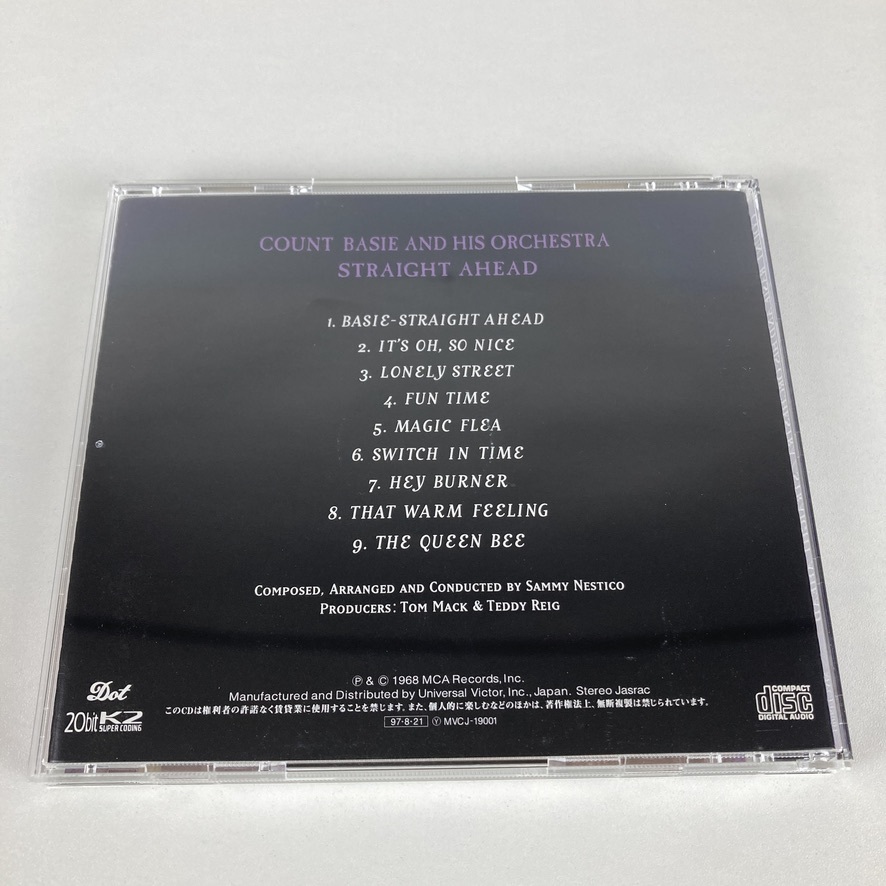 COUNT BASIE AND HIS ORCHESTRA
STRAIGHT AHEAD
1. BASIE-STRAIGHT AHEAD
2. IT'S OH, SO NICE
3. LONELY STREET
4. FUN TIME
5. MAGIC FLEA
6. SWITCH IN TIME
7. HEY BURNER
8. THAT WARM FEELING
9. THE QUEEN BEE
COMPOSED, ARRANGED AND CONDUCTED BY SAMMY NESTICO
PRODUCERS: TOM MACK & TEDDY REIG
℗ & © 1968 MCA Records, Inc.
Manufactured and Distributed by Universal Victor, Inc., Japan. Stereo Jasrac
このCDは権利者の許諾なく賃貸業に使用することを禁じます。また、個人的に楽しむなどのほかは、著作権法上、無断複製は禁じられています。
97・8・21 Ⓨ MVCJ-19001
Dot
20bit K2
SUPER CODING
COMPACT
disc
DIGITAL AUDIO